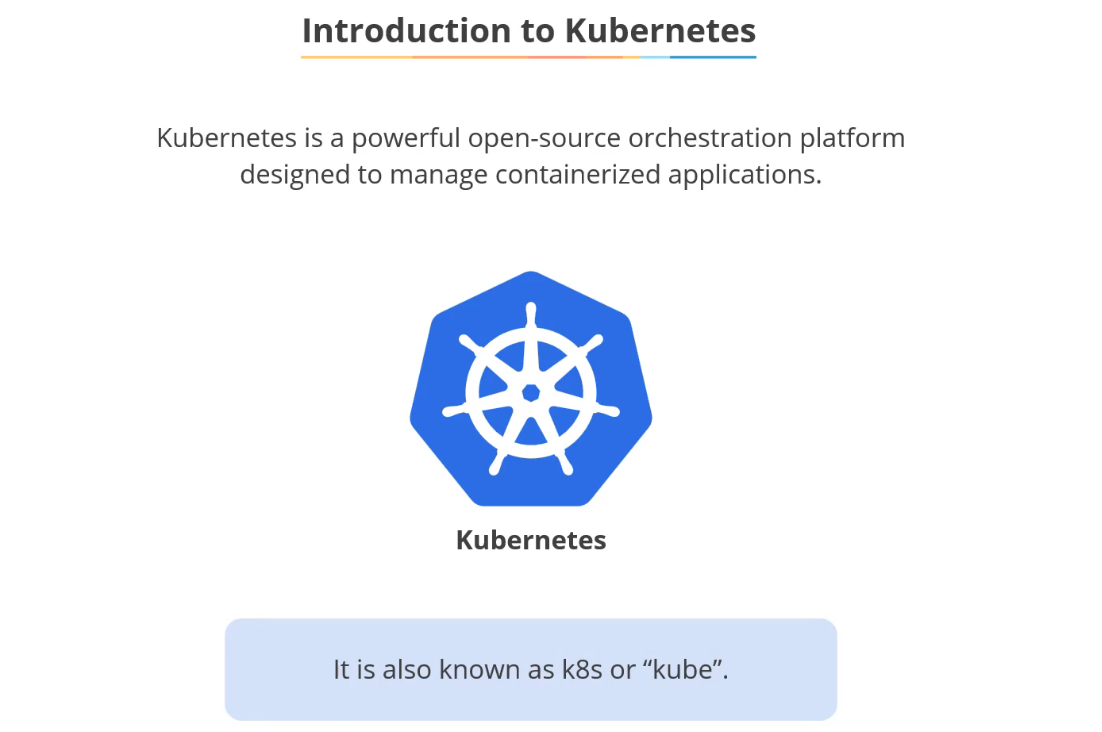 Introduction to Kubernetes
Kubernetes is a powerful open-source orchestration platform
designed to manage containerized applications.
Kubernetes
It is also known as k8s or “kube”.